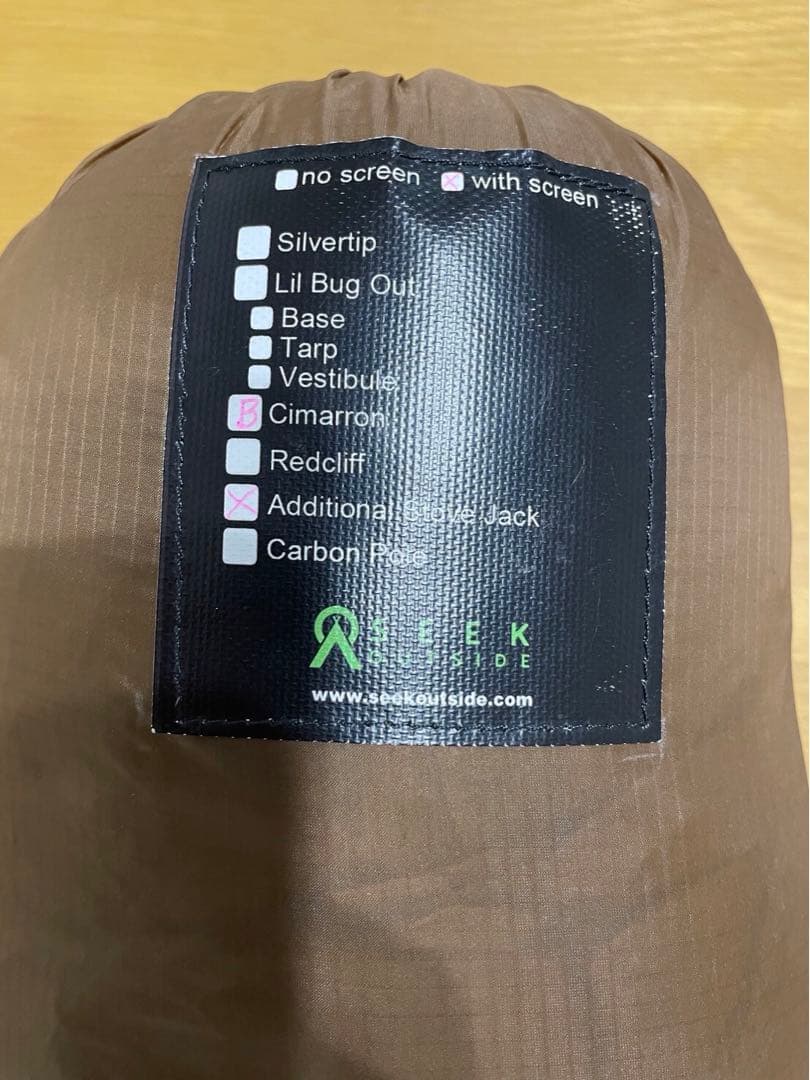 no screen X with screen
Silvertip
Lil Bug Out
Base
Tarp
Vestibule
B Cimarron
Redcliff
X Additional Stove Jack
Carbon Pole
SEEK
OUTSIDE
www.seekoutside.com